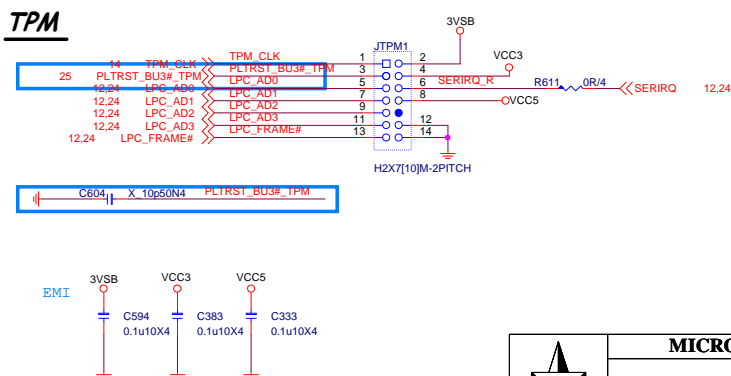 TPM
3VSB
JTPM1
VCC3
14 TPM_CLK TPM_CLK 1 2
25 PLTRST_BU3#_TPM PLTRST_BU3#_TPM 3 4
12,24 LPC_AD0 LPC_AD0 5 6 SERIRQ_R R611 0R/4 SERIRQ 12,24
12,24 LPC_AD1 LPC_AD1 7 8 VCC5
12,24 LPC_AD2 LPC_AD2 9
12,24 LPC_AD3 LPC_AD3 11 12
12,24 LPC_FRAME# LPC_FRAME# 13 14
H2X7[10]M-2PITCH
C604 X_10p50N4 PLTRST_BU3#_TPM
EMI
3VSB VCC3 VCC5
C594 C383 C333
0.1u10X4 0.1u10X4 0.1u10X4
MICRO